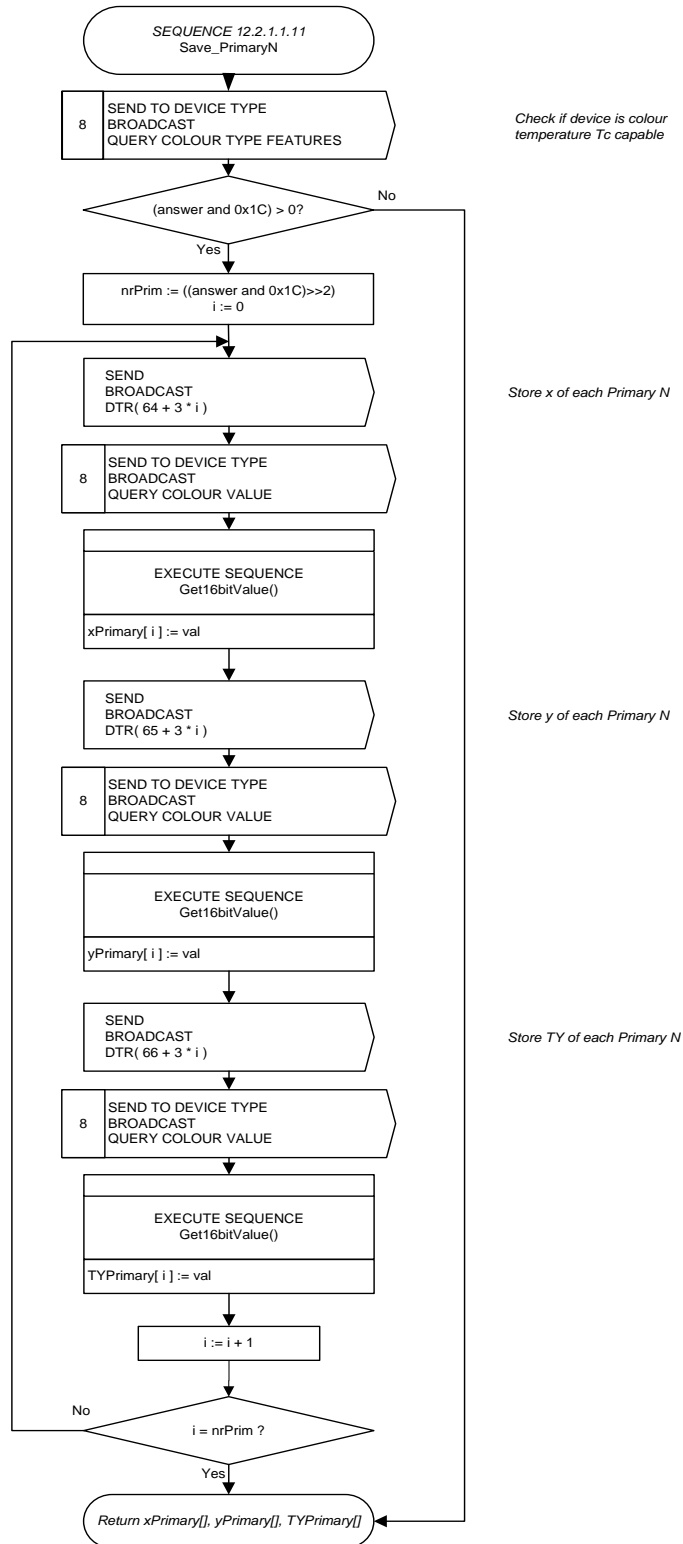 SEQUENCE 12.2.1.1.11
Save_PrimaryN
8
SEND TO DEVICE TYPE
BROADCAST
QUERY COLOUR TYPE FEATURES
Check if device is colour
temperature Tc capable
No
(answer and 0x1C) > 0?
Yes
nrPrim := ((answer and 0x1C)>>2)
i := 0
SEND
BROADCAST
DTR( 64 + 3 * i )
Store x of each Primary N
8
SEND TO DEVICE TYPE
BROADCAST
QUERY COLOUR VALUE
EXECUTE SEQUENCE
Get16bitValue()
xPrimary[ i ] := val
SEND
BROADCAST
DTR( 65 + 3 * i )
Store y of each Primary N
8
SEND TO DEVICE TYPE
BROADCAST
QUERY COLOUR VALUE
EXECUTE SEQUENCE
Get16bitValue()
yPrimary[ i ] := val
SEND
BROADCAST
DTR( 66 + 3 * i )
Store TY of each Primary N
8
SEND TO DEVICE TYPE
BROADCAST
QUERY COLOUR VALUE
EXECUTE SEQUENCE
Get16bitValue()
TYPrimary[ i ] := val
i := i + 1
No
i = nrPrim ?
Yes
Return xPrimary[], yPrimary[], TYPrimary[]